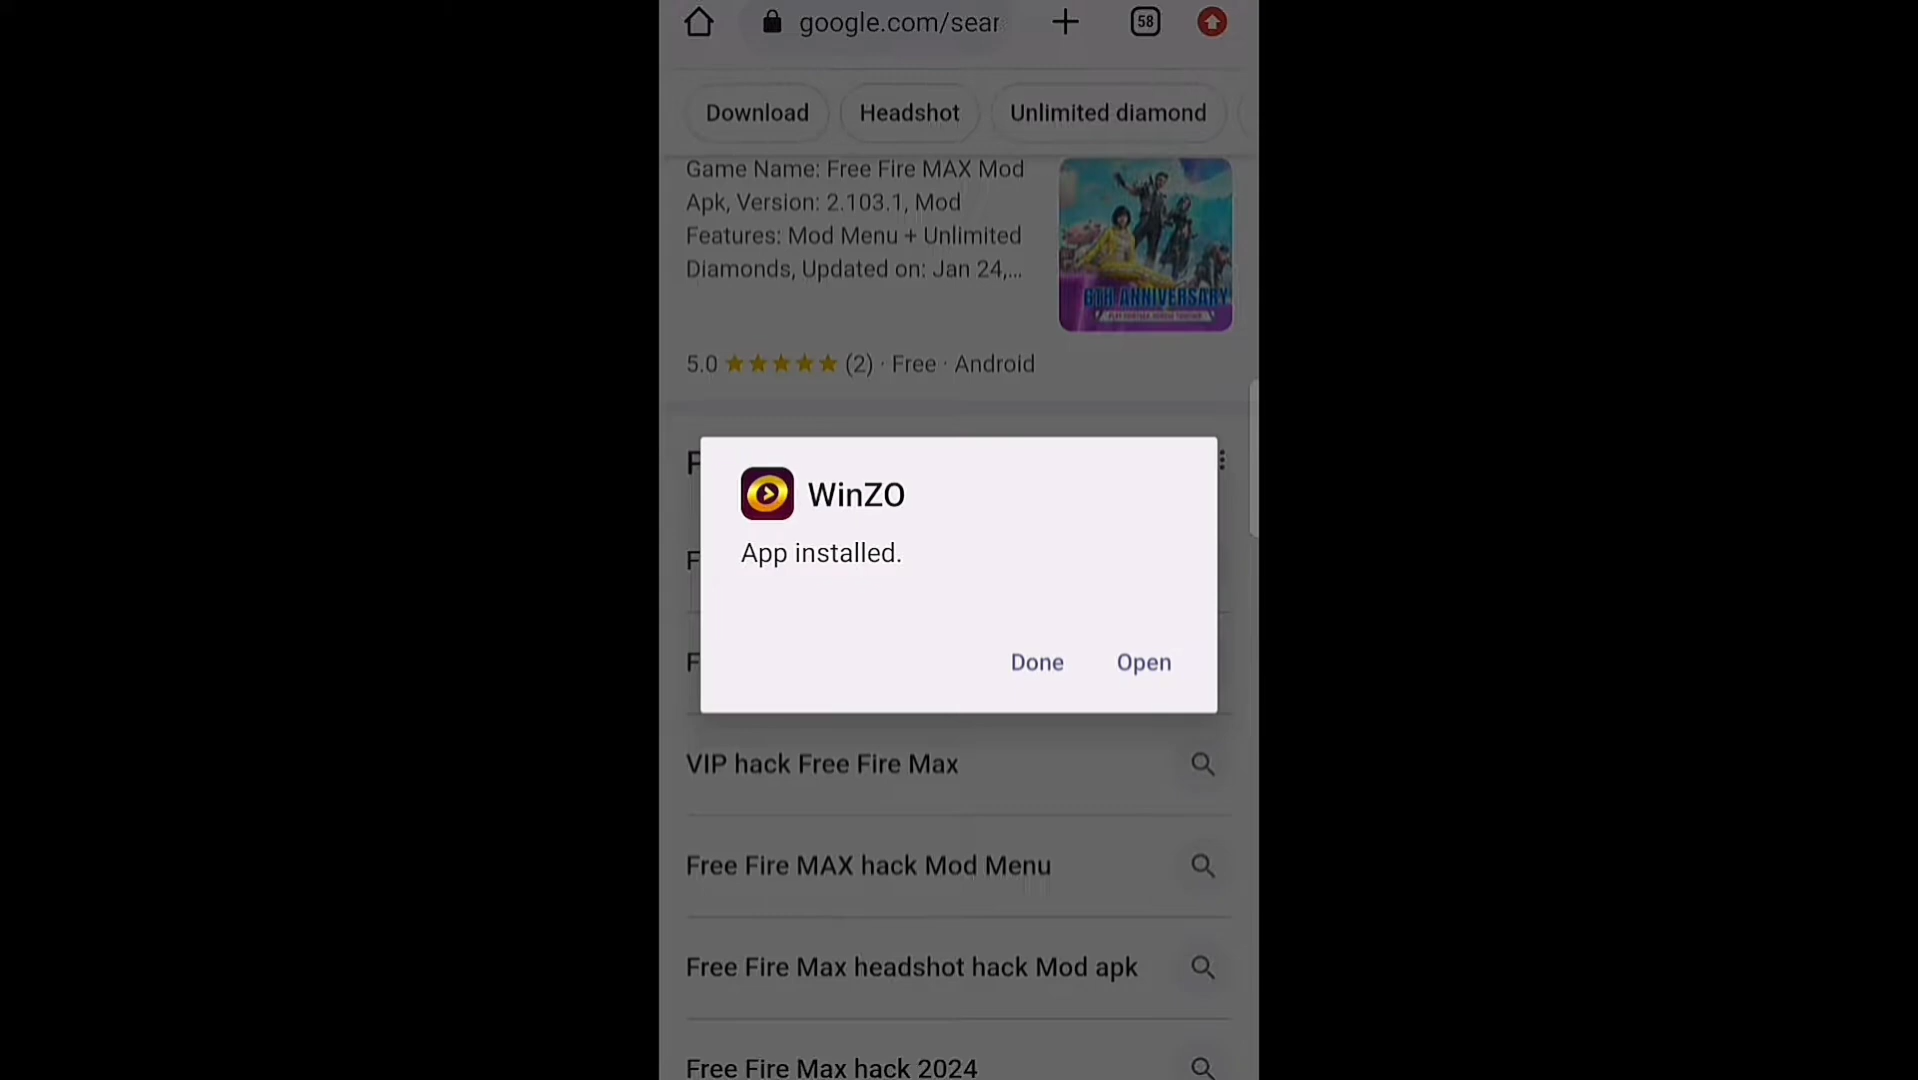 google.com/sear
58
Download
Headshot
Unlimited diamond
Game Name: Free Fire MAX Mod
Apk, Version: 2.103.1, Mod
Features: Mod Menu + Unlimited
Diamonds, Updated on: Jan 24,...
6TH ANNIVERSARY
5.0 ★★★★★ (2) · Free · Android
WinZO
App installed.
Done
Open
VIP hack Free Fire Max
Free Fire MAX hack Mod Menu
Free Fire Max headshot hack Mod apk
Free Fire Max hack 2024